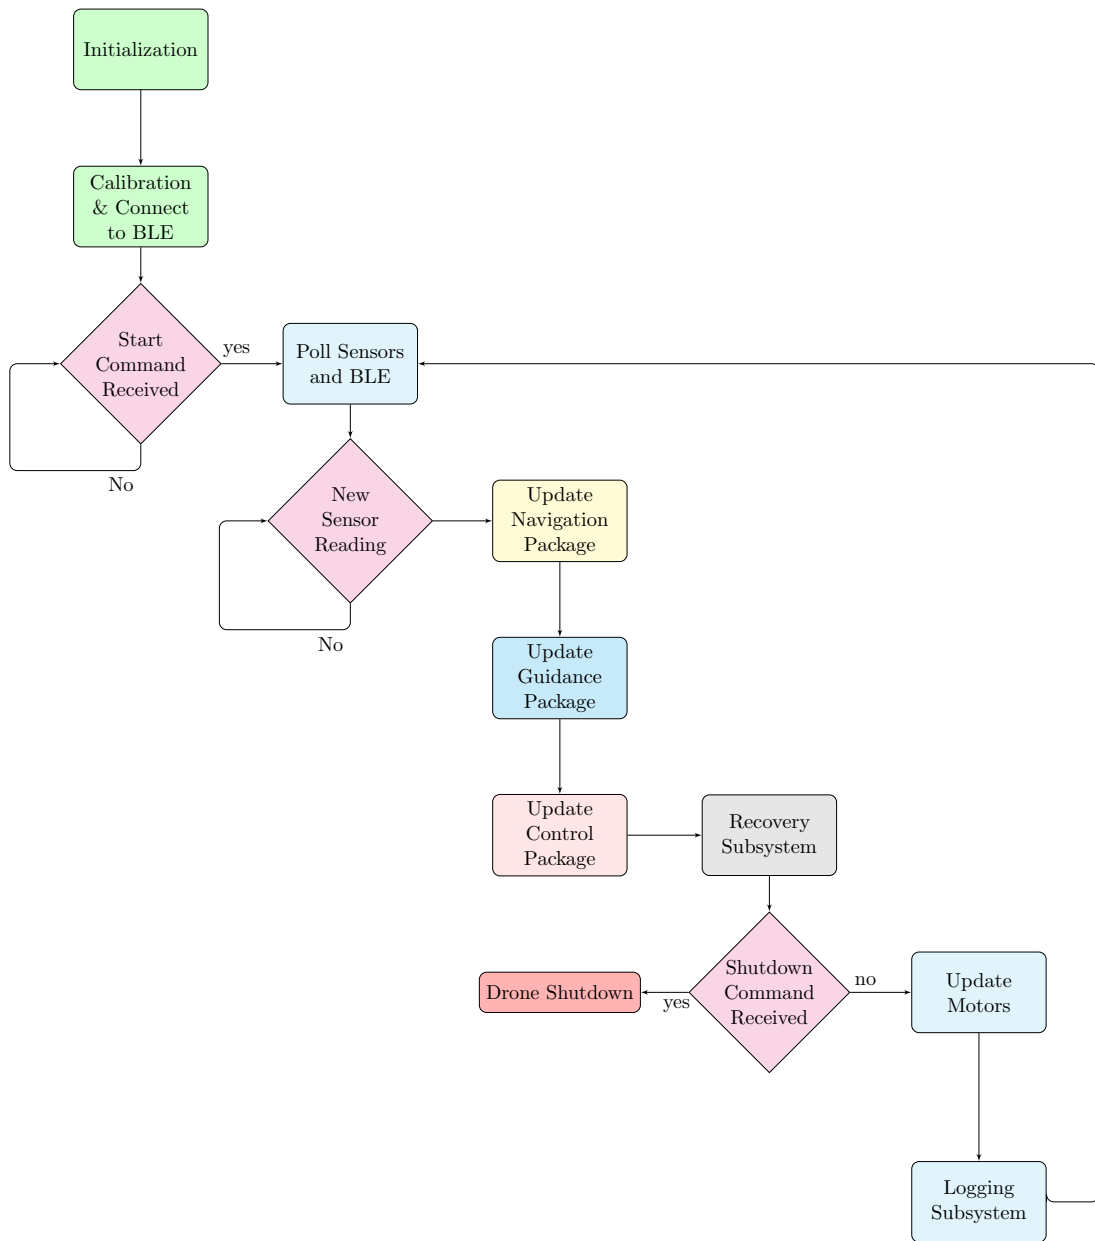 Initialization
Calibration
& Connect
to BLE
Start
Command
Received
yes
No
Poll Sensors
and BLE
New
Sensor
Reading
No
Update
Navigation
Package
Update
Guidance
Package
Update
Control
Package
Recovery
Subsystem
Shutdown
Command
Received
yes
no
Drone Shutdown
Update
Motors
Logging
Subsystem